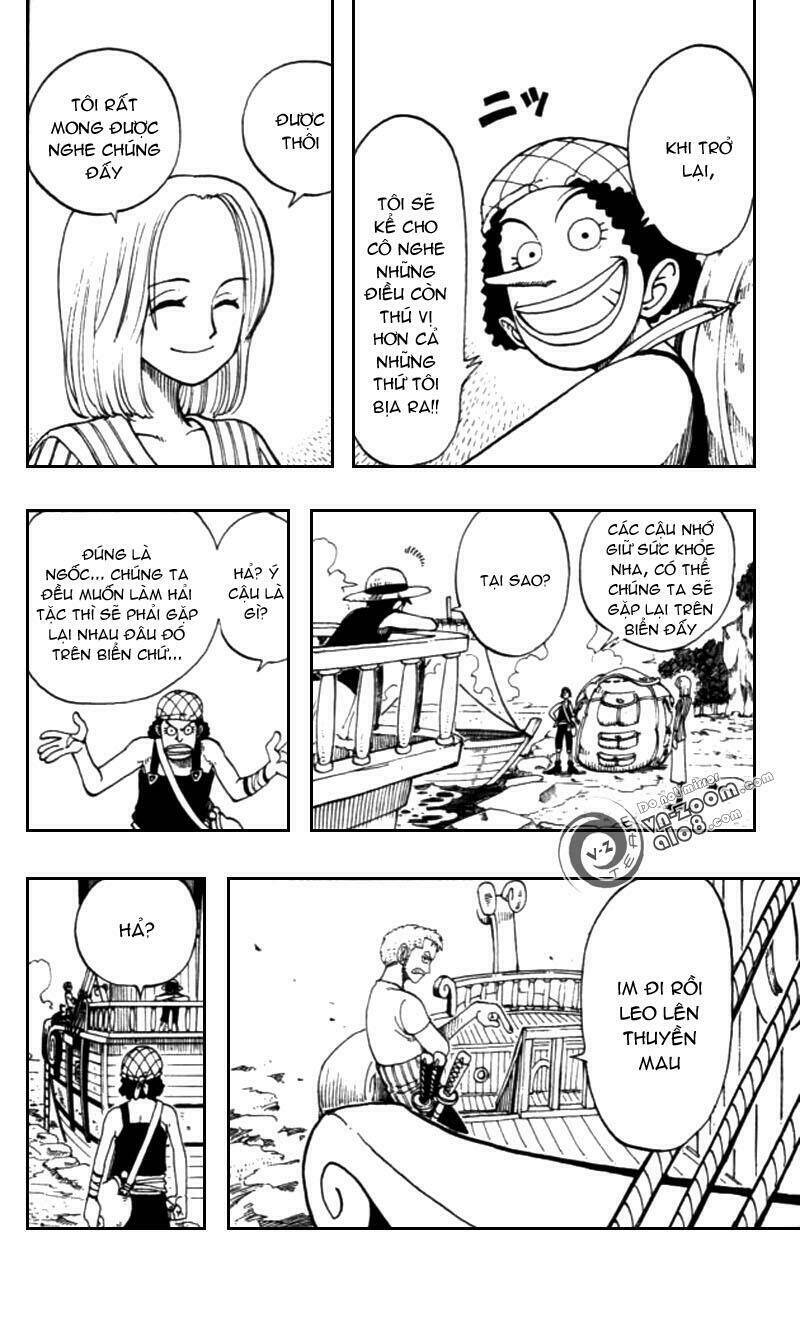 KHI TRỞ
LẠI,
ニッ
TÔI SẼ
KỂ CHO
CÔ NGHE
NHỮNG
ĐIỀU CÒN
THÚ VỊ
HƠN CẢ
NHỮNG
THỨ TÔI
BỊA RA!!
ĐƯỢC
THÔI
TÔI RẤT
MONG ĐƯỢC
NGHE CHÚNG
ĐẤY
CÁC CẬU NHỚ
GIỮ SỨC KHỎE
NHA, CÓ THỂ
CHÚNG TA SẼ
GẶP LẠI TRÊN
BIỂN ĐẤY
TẠI SAO?
HẢ? Ý
CẬU LÀ
GÌ?
ĐÚNG LÀ
NGỐC... CHÚNG TA
ĐỀU MUỐN LÀM HẢI
TẶC THÌ SẼ PHẢI GẶP
LẠI NHAU ĐÂU ĐÓ
TRÊN BIỂN CHỨ...
Do not mirror
vn-zoom.com
alo8.com
V-Z
TEAM
IM ĐI RỒI
LEO LÊN
THUYỀN
MAU
HẢ?